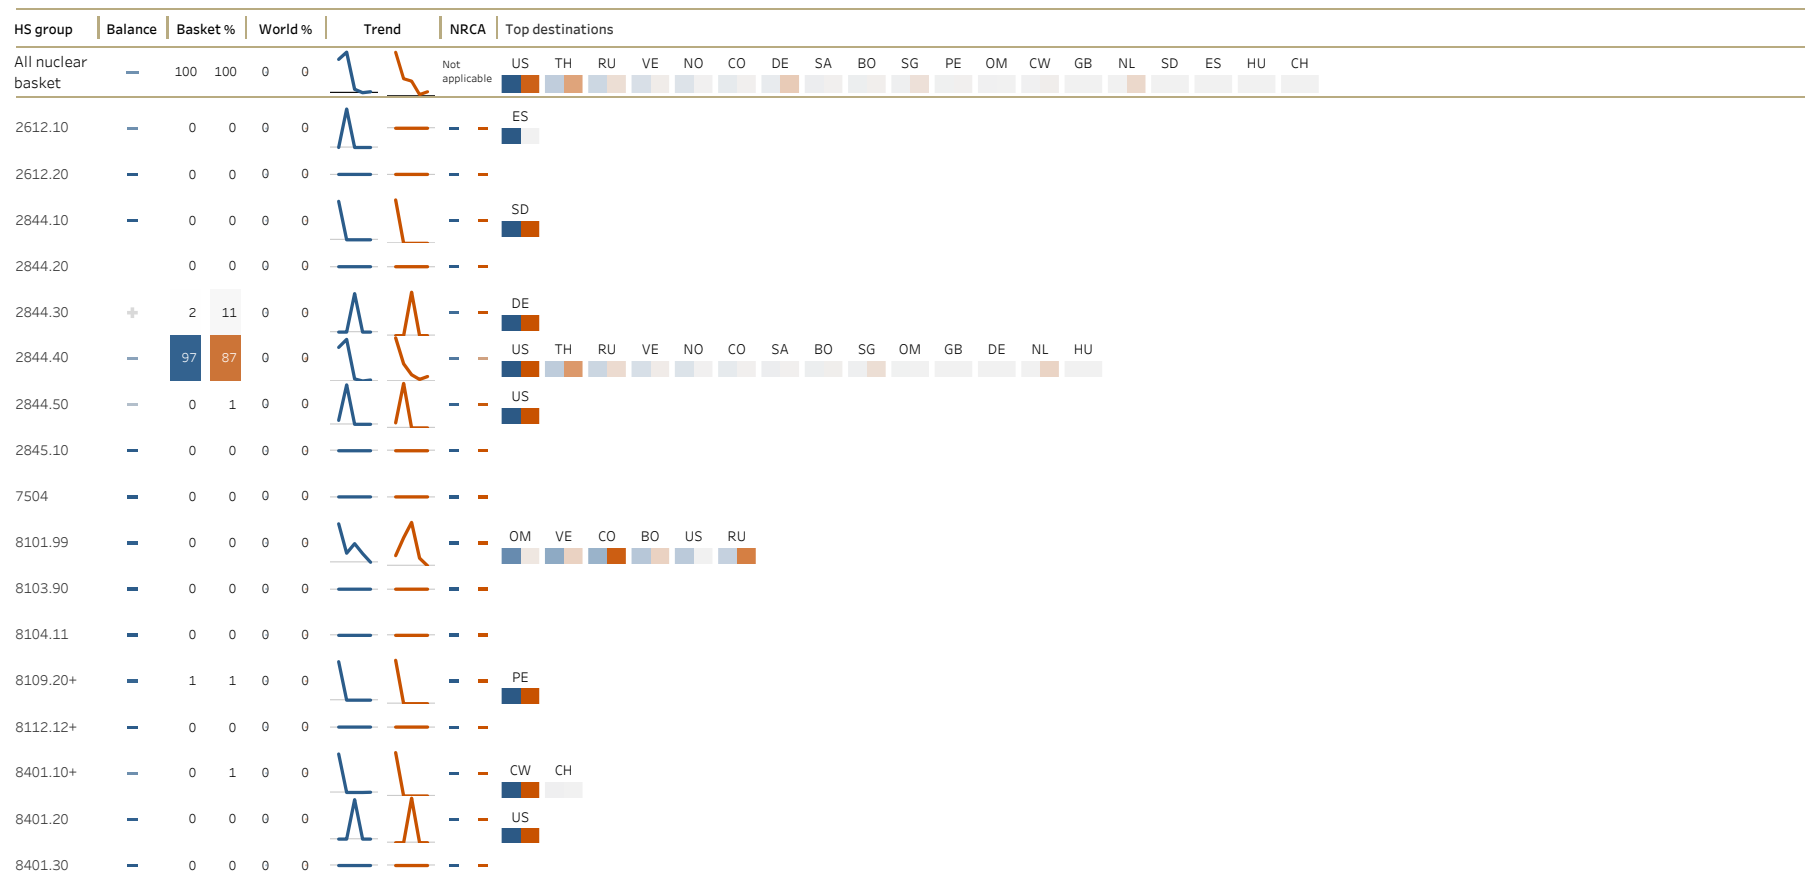 HS group Balance Basket % World % Trend NRCA Top destinations
All nuclear basket 100 100 0 0 Not applicable US TH RU VE NO CO DE SA BO SG PE OM CW GB NL SD ES HU CH
2612.10 0 0 0 0 ES
2612.20 0 0 0 0
2844.10 0 0 0 0 SD
2844.20 0 0 0 0
2844.30 2 11 0 0 DE
2844.40 97 87 0 0 US TH RU VE NO CO SA BO SG OM GB DE NL HU
2844.50 0 1 0 0 US
2845.10 0 0 0 0
7504 0 0 0 0
8101.99 0 0 0 0 OM VE CO BO US RU
8103.90 0 0 0 0
8104.11 0 0 0 0
8109.20+ 1 1 0 0 PE
8112.12+ 0 0 0 0
8401.10+ 0 1 0 0 CW CH
8401.20 0 0 0 0 US
8401.30 0 0 0 0